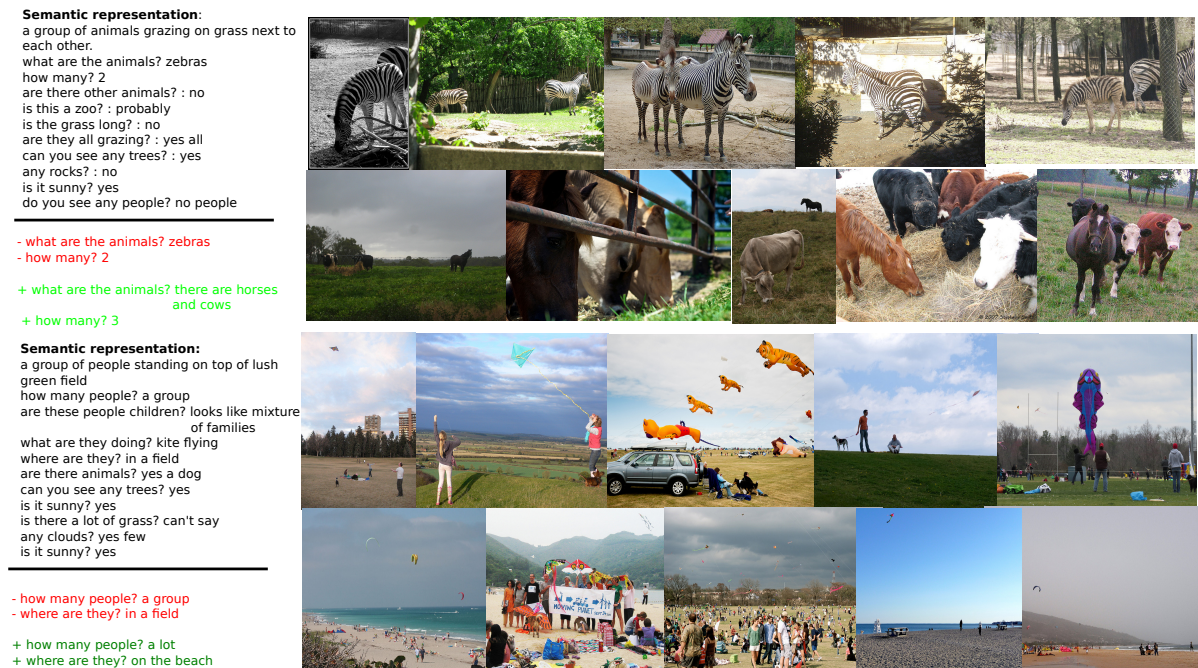 Semantic representation:
a group of animals grazing on grass next to
each other.
what are the animals? zebras
how many? 2
are there other animals? : no
is this a zoo? : probably
is the grass long? : no
are they all grazing? : yes all
can you see any trees? : yes
any rocks? : no
is it sunny? yes
do you see any people? no people
- what are the animals? zebras
- how many? 2
+ what are the animals? there are horses
and cows
+ how many? 3
Semantic representation:
a group of people standing on top of lush
green field
how many people? a group
are these people children? looks like mixture
of families
what are they doing? kite flying
where are they? in a field
are there animals? yes a dog
can you see any trees? yes
is it sunny? yes
is there a lot of grass? can't say
any clouds? yes few
is it sunny? yes
- how many people? a group
- where are they? in a field
+ how many people? a lot
+ where are they? on the beach
MOVING PLANET